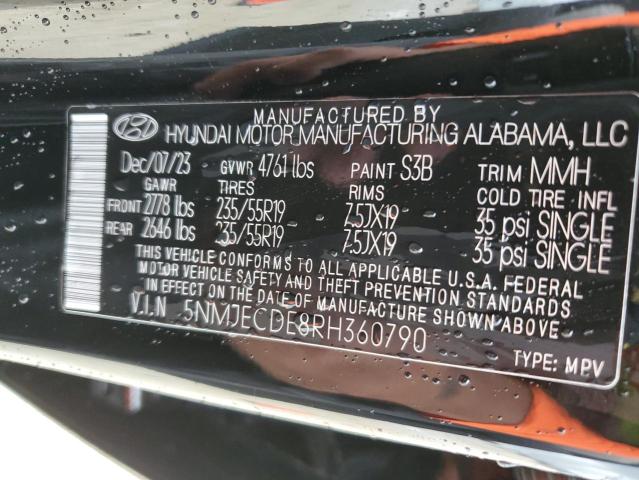 MANUFACTURED BY
HYUNDAI MOTOR MANUFACTURING ALABAMA, LLC
Dec/07/23 GVWR 4761 lbs PAINT S3B TRIM MMH
GAWR TIRES RIMS COLD TIRE INFL
FRONT 2778 lbs 235/55R19 7.5JX19 35 psi SINGLE
REAR 2646 lbs 235/55R19 7.5JX19 35 psi SINGLE
THIS VEHICLE CONFORMS TO ALL APPLICABLE U.S.A. FEDERAL
MOTOR VEHICLE SAFETY AND THEFT PREVENTION STANDARDS
IN EFFECT ON THE DATE OF MANUFACTURE SHOWN ABOVE.
V.I.N 5NMJECDE8RH360790
TYPE: MPV